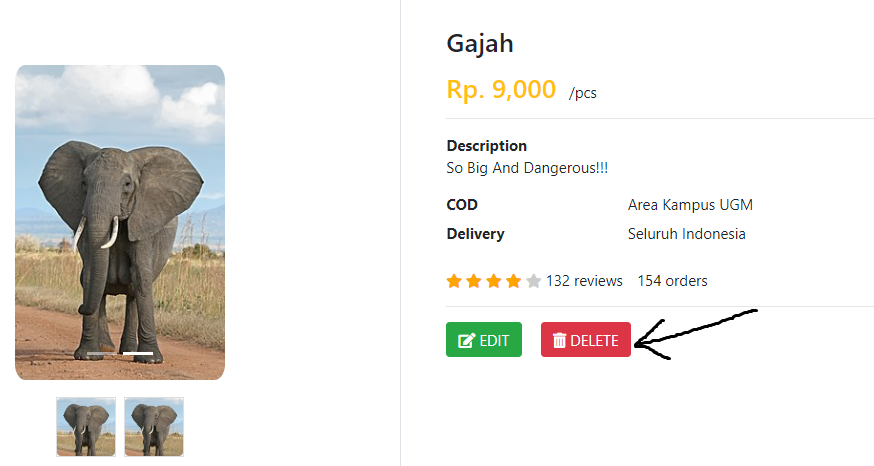 Gajah
Rp. 9,000 /pcs
Description
So Big And Dangerous!!!
COD Area Kampus UGM
Delivery Seluruh Indonesia
132 reviews 154 orders
EDIT DELETE